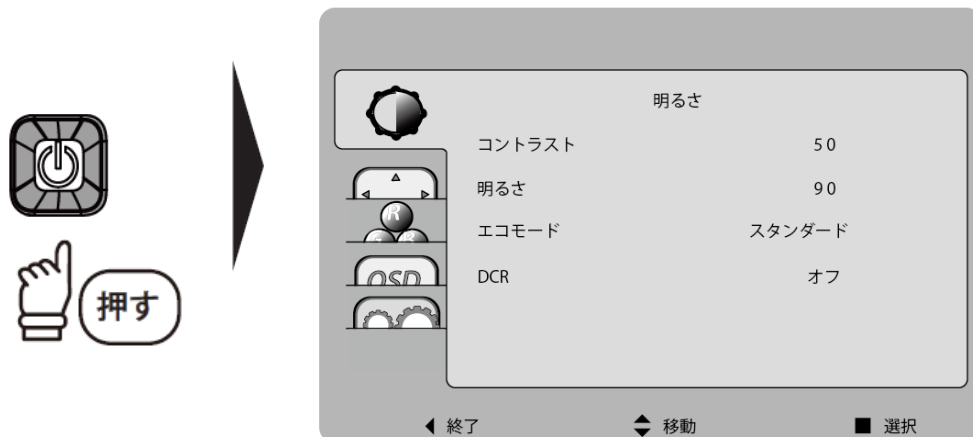 押す
明るさ
コントラスト 50
明るさ 90
エコモード スタンダード
DCR オフ
R
OSD
終了 移動 選択